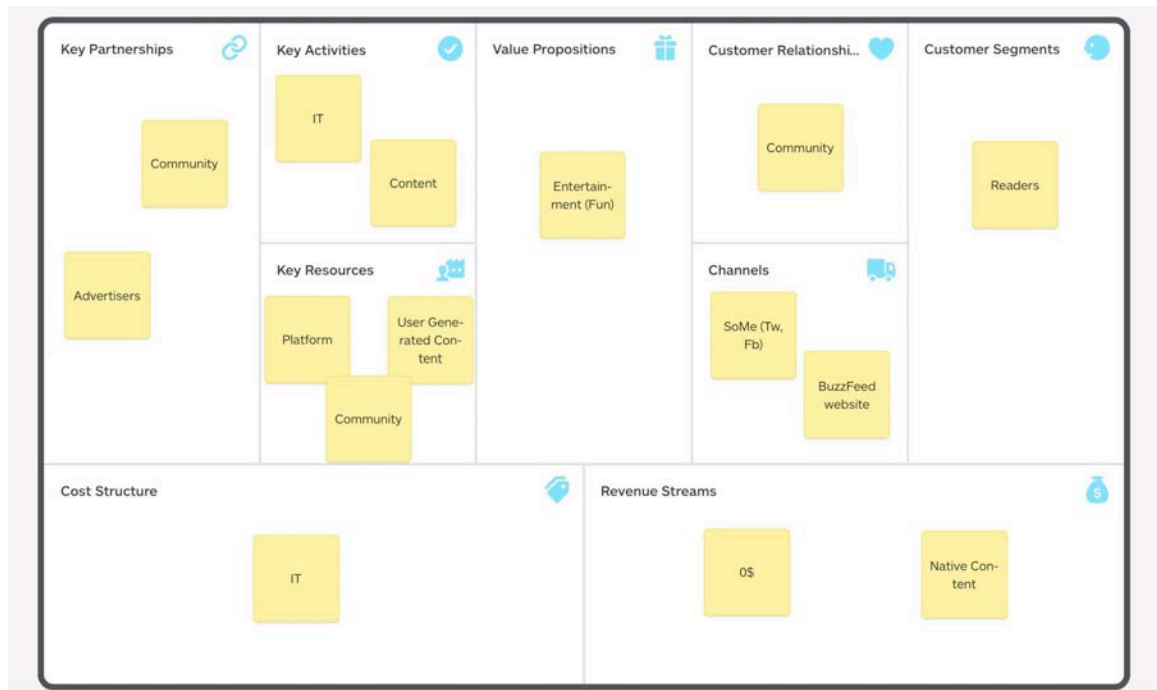 Key Partnerships
Community
Advertisers
Key Activities
IT
Content
Key Resources
Platform
User Gene-
rated Con-
tent
Community
Value Propositions
Entertain-
ment (Fun)
Customer Relationshi...
Community
Channels
SoMe (Tw,
Fb)
BuzzFeed
website
Customer Segments
Readers
Cost Structure
IT
Revenue Streams
$
0$
Native Con-
tent